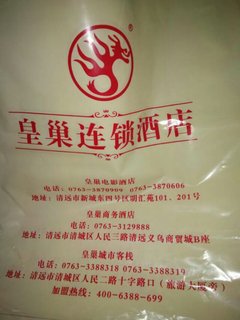 皇巢连锁酒店
皇巢电影酒店
电话：0763-3870909 0763-3870606
地址：清远市新城东四号区明汇苑101、201号
皇巢商务酒店
电话：0763-3129888
地址：清远市清城区人民三路清远义乌商贸城B座
皇巢城市客栈
电话：0763-3388318 0763-3388319
地址：清远市清城区人民二路十字路口（旅游大厦旁）
加盟热线：400-6388-699